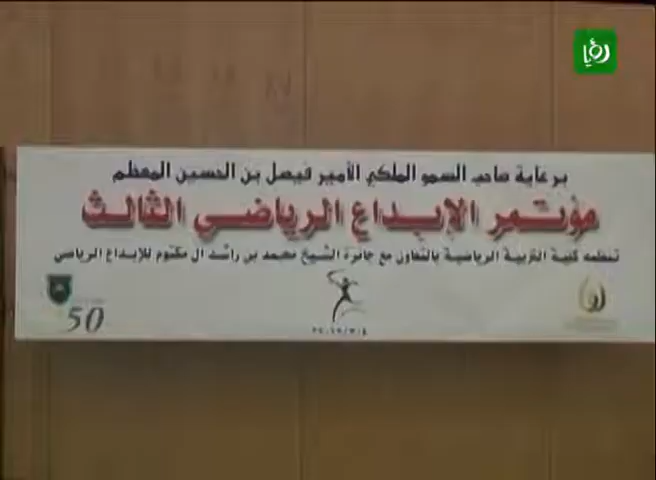 رؤيا
برعاية صاحب السمو الملكي الأمير فيصل بن الحسين المعظم
مؤتمر الإبداع الرياضي الثالث
تنظمه كلية التربية الرياضية بالتعاون مع جائزة الشيخ محمد بن راشد ال مكتوم للإبداع الرياضي
50